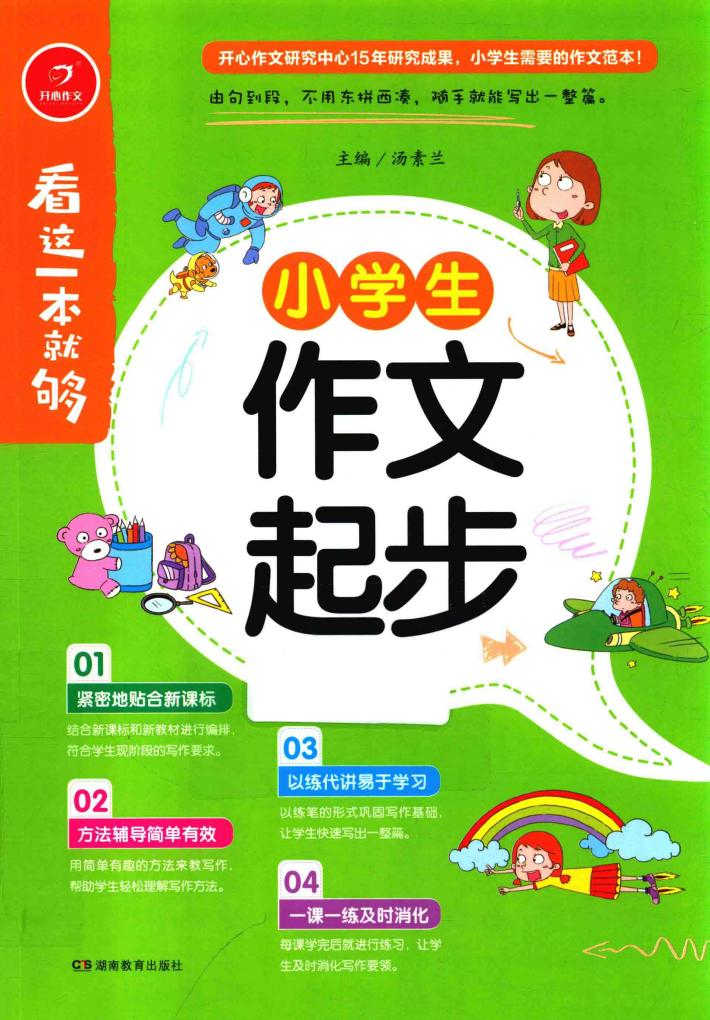 开心作文研究中心15年研究成果，小学生需要的作文范本！
由句到段，不用东拼西凑，随手就能写出一整篇。
开心作文
主编／汤素兰
看这一本就够
小学生
作文
起步
01
紧密地贴合新课标
结合新课标和新教材进行编排，
符合学生现阶段的写作要求。
02
方法辅导简单有效
用简单有趣的方法来教写作，
帮助学生轻松理解写作方法。
03
以练代讲易于学习
以练笔的形式巩固写作基础，
让学生快速写出一整篇。
04
一课一练及时消化
每课学完后就进行练习，让学
生及时消化写作要领。
湖南教育出版社